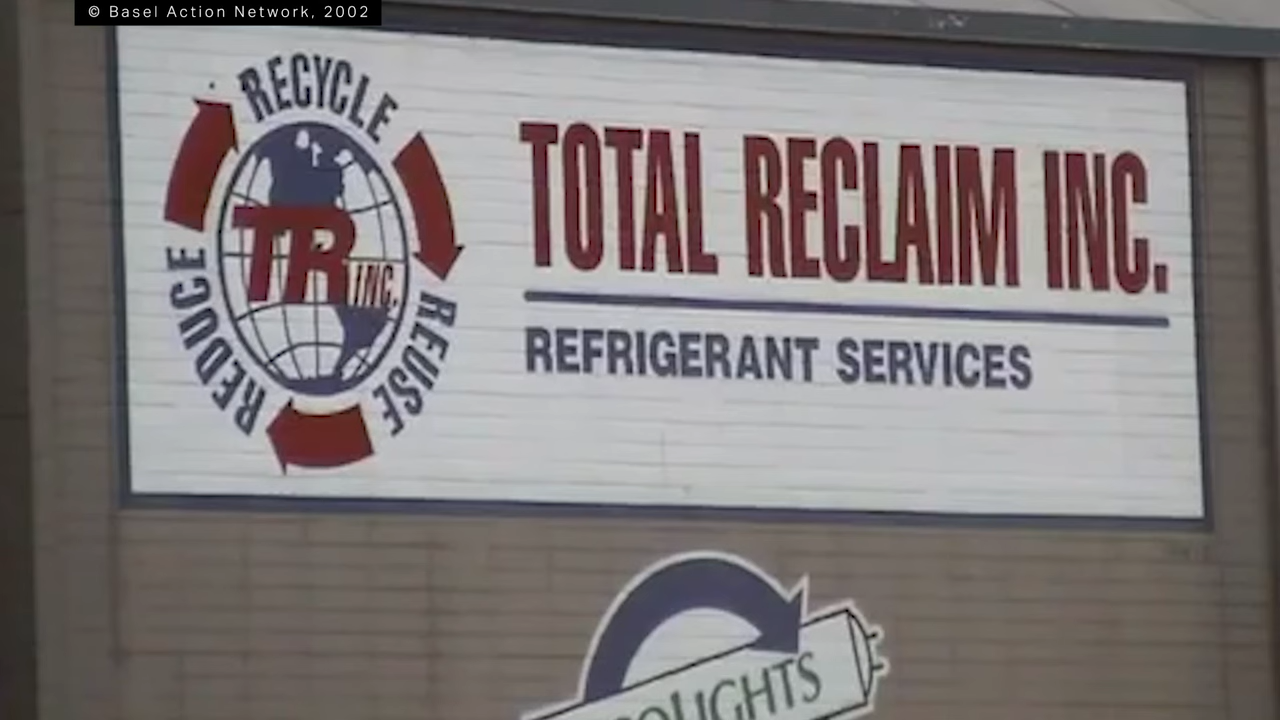 © Basel Action Network, 2002
RECYCLE
REUSE
REDUCE
TR INC.
TOTAL RECLAIM INC.
REFRIGERANT SERVICES